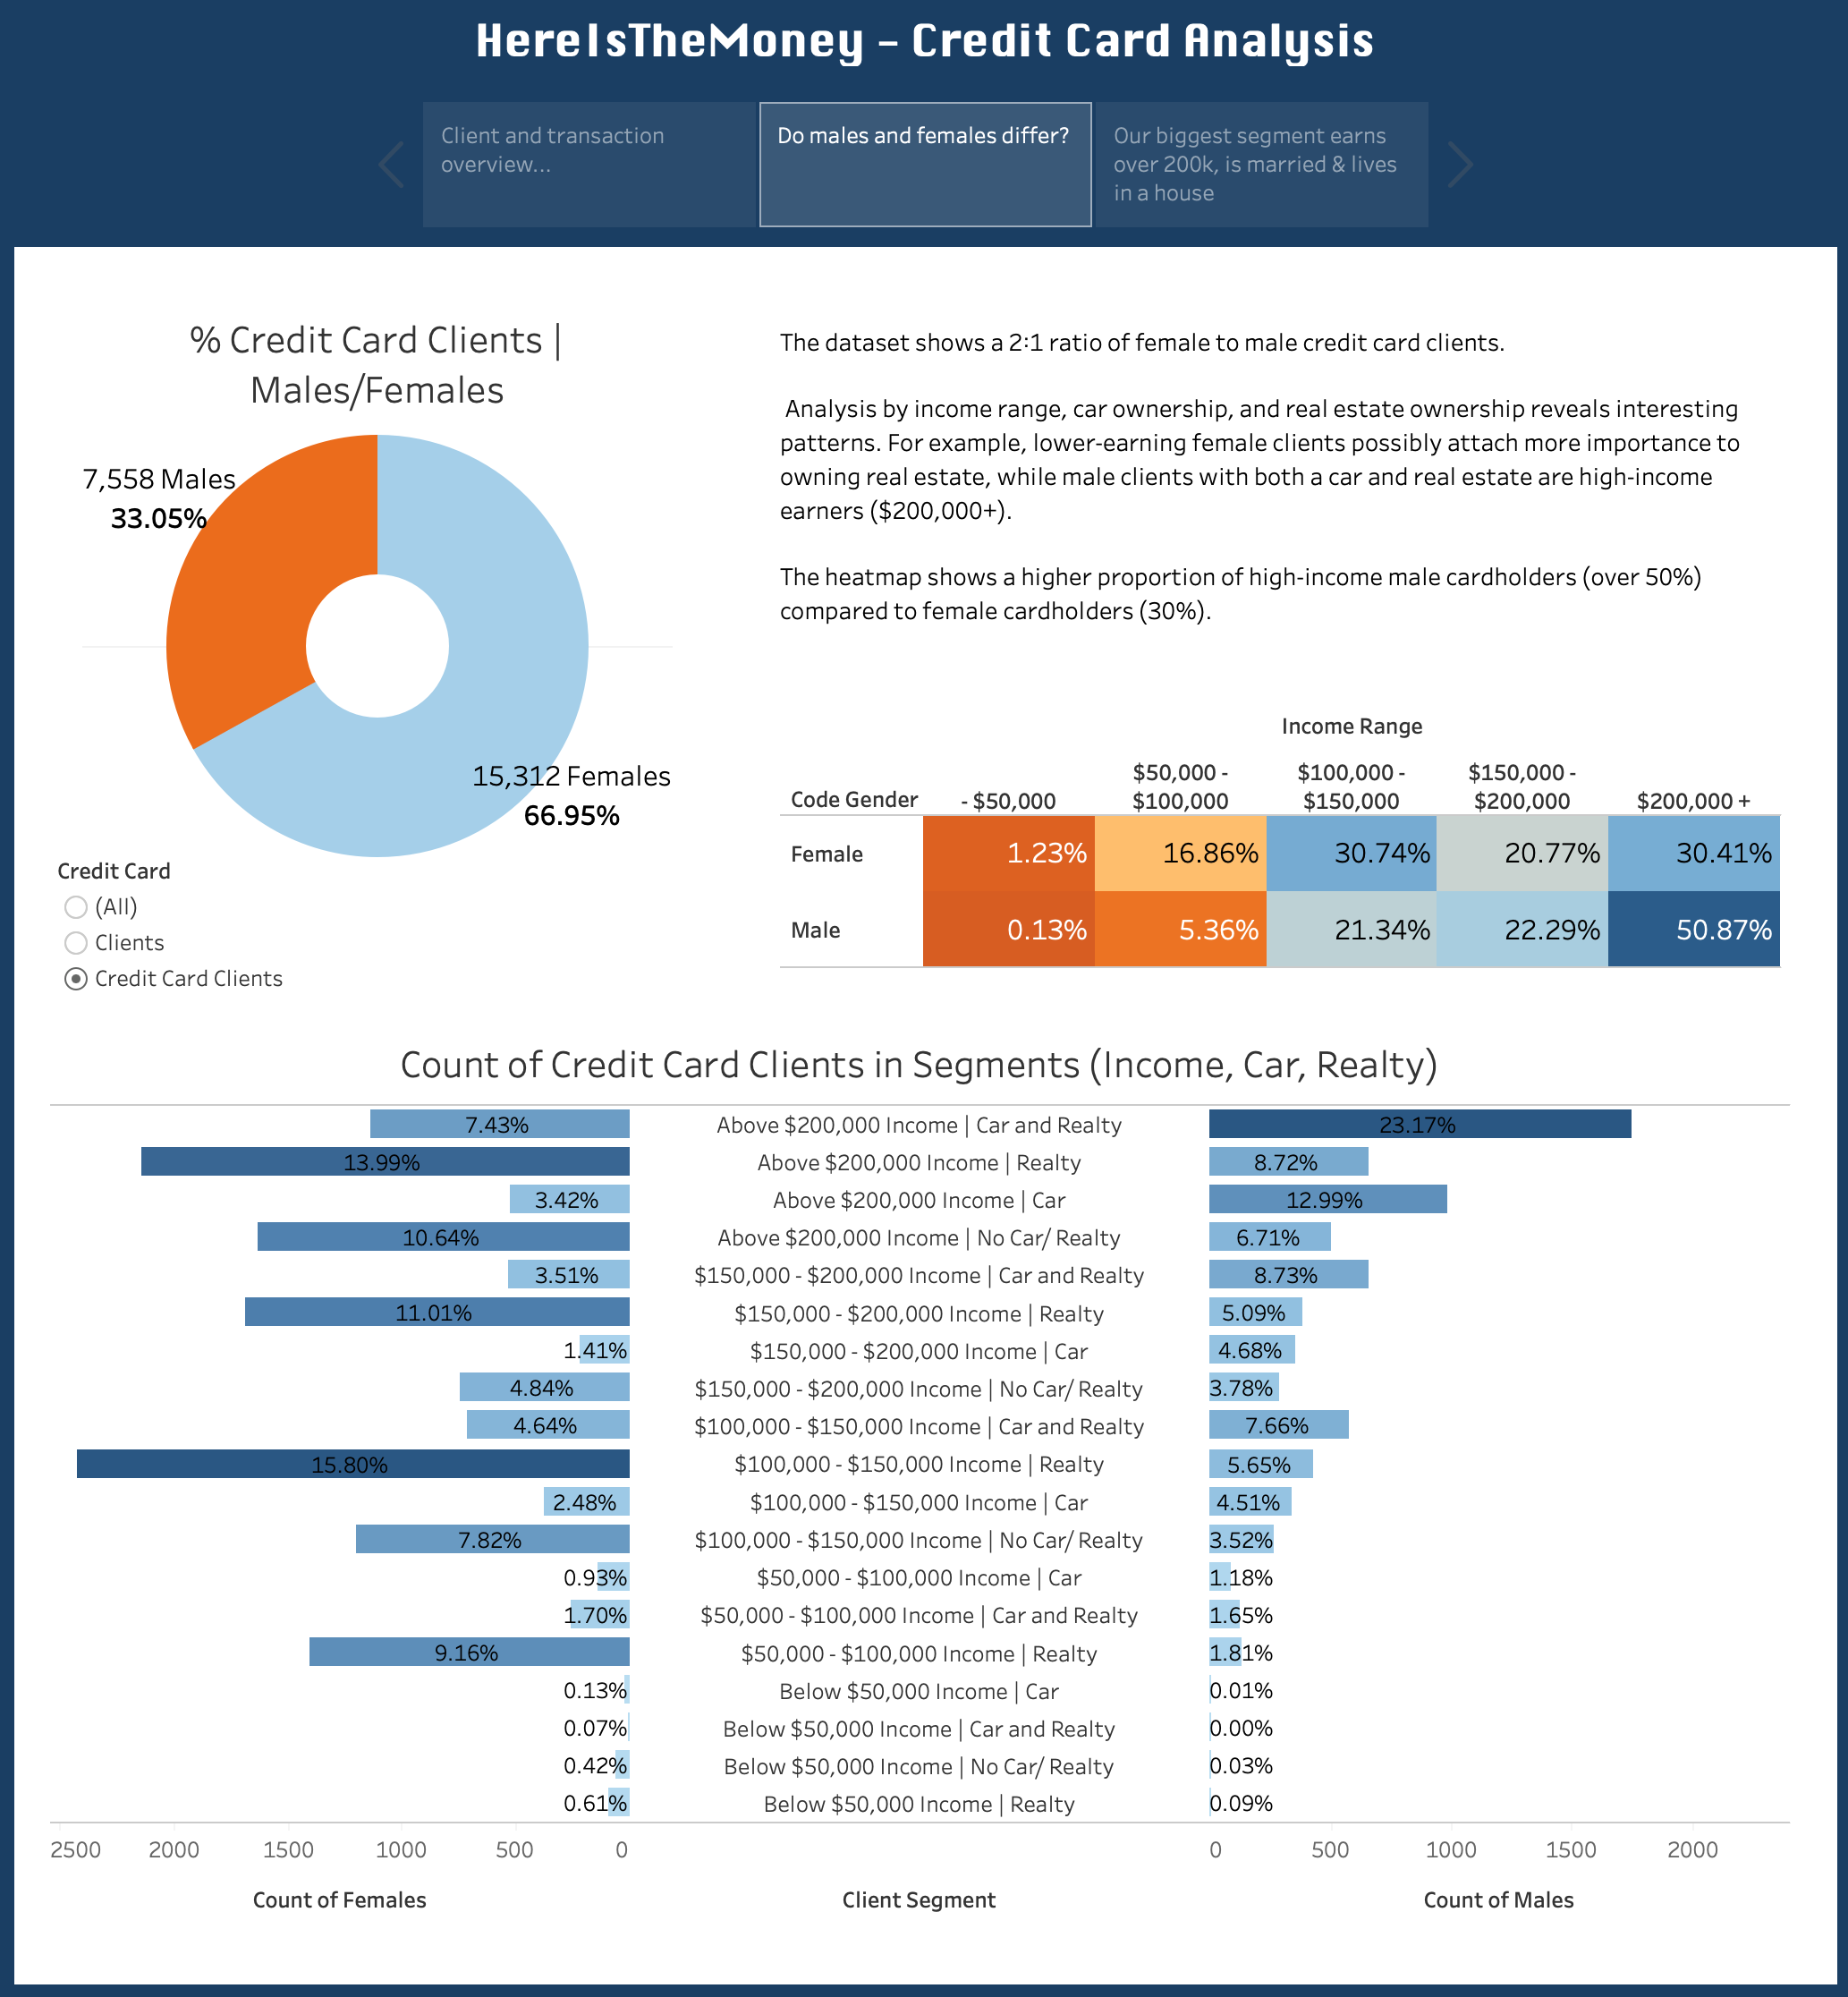 HereIsTheMoney - Credit Card Analysis
Client and transaction
overview...
Do males and females differ?
Our biggest segment earns
over 200k, is married & lives
in a house
% Credit Card Clients |
Males/Females
7,558 Males
33.05%
15,312 Females
66.95%
Credit Card
(All)
Clients
Credit Card Clients
The dataset shows a 2:1 ratio of female to male credit card clients.
Analysis by income range, car ownership, and real estate ownership reveals interesting
patterns. For example, lower-earning female clients possibly attach more importance to
owning real estate, while male clients with both a car and real estate are high-income
earners ($200,000+).
The heatmap shows a higher proportion of high-income male cardholders (over 50%)
compared to female cardholders (30%).
Income Range
Code Gender - $50,000 $50,000 - $100,000 $100,000 - $150,000 $150,000 - $200,000 $200,000 +
Female 1.23% 16.86% 30.74% 20.77% 30.41%
Male 0.13% 5.36% 21.34% 22.29% 50.87%
Count of Credit Card Clients in Segments (Income, Car, Realty)
7.43% Above $200,000 Income | Car and Realty 23.17%
13.99% Above $200,000 Income | Realty 8.72%
3.42% Above $200,000 Income | Car 12.99%
10.64% Above $200,000 Income | No Car/ Realty 6.71%
3.51% $150,000 - $200,000 Income | Car and Realty 8.73%
11.01% $150,000 - $200,000 Income | Realty 5.09%
1.41% $150,000 - $200,000 Income | Car 4.68%
4.84% $150,000 - $200,000 Income | No Car/ Realty 3.78%
4.64% $100,000 - $150,000 Income | Car and Realty 7.66%
15.80% $100,000 - $150,000 Income | Realty 5.65%
2.48% $100,000 - $150,000 Income | Car 4.51%
7.82% $100,000 - $150,000 Income | No Car/ Realty 3.52%
0.93% $50,000 - $100,000 Income | Car 1.18%
1.70% $50,000 - $100,000 Income | Car and Realty 1.65%
9.16% $50,000 - $100,000 Income | Realty 1.81%
0.13% Below $50,000 Income | Car 0.01%
0.07% Below $50,000 Income | Car and Realty 0.00%
0.42% Below $50,000 Income | No Car/ Realty 0.03%
0.61% Below $50,000 Income | Realty 0.09%
2500 2000 1500 1000 500 0 0 500 1000 1500 2000
Count of Females Client Segment Count of Males